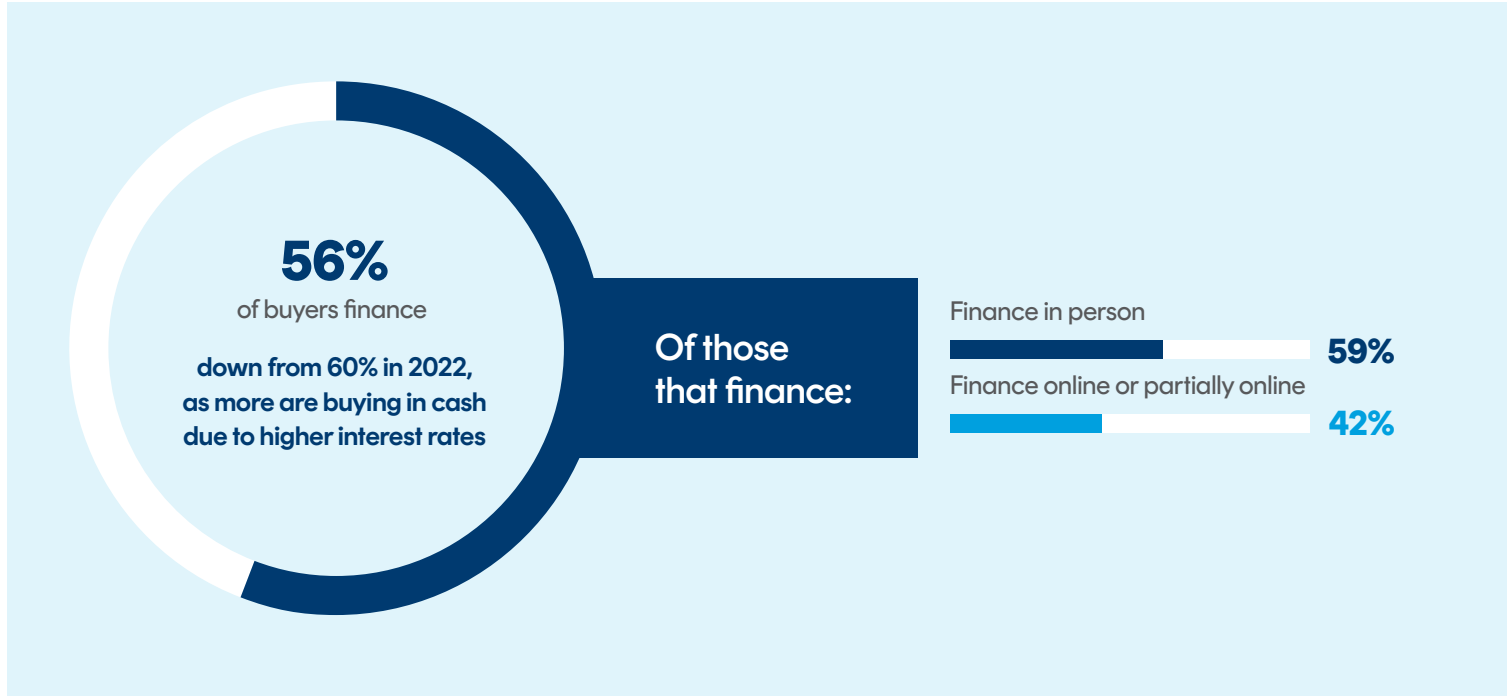 56%
of buyers finance
down from 60% in 2022,
as more are buying in cash
due to higher interest rates
Of those
that finance:
Finance in person
59%
Finance online or partially online
42%